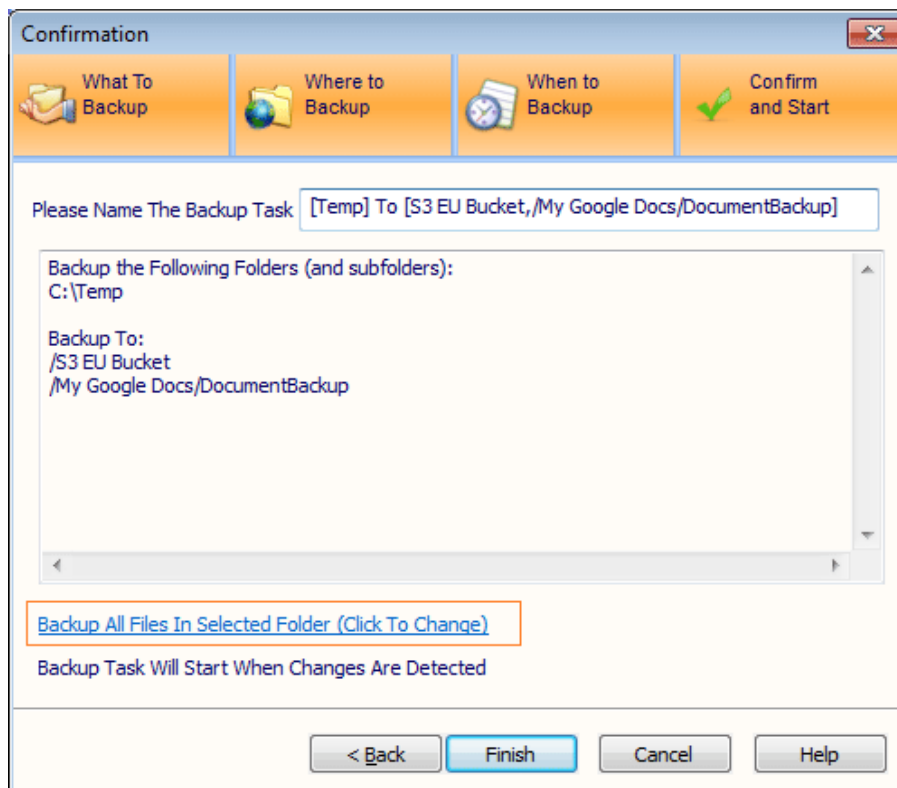 Confirmation
What To
Backup
Where to
Backup
When to
Backup
Confirm
and Start
Please Name The Backup Task
[Temp] To [S3 EU Bucket,/My Google Docs/DocumentBackup]
Backup the Following Folders (and subfolders):
C:\Temp
Backup To:
/S3 EU Bucket
/My Google Docs/DocumentBackup
Backup All Files In Selected Folder (Click To Change)
Backup Task Will Start When Changes Are Detected
< Back
Finish
Cancel
Help